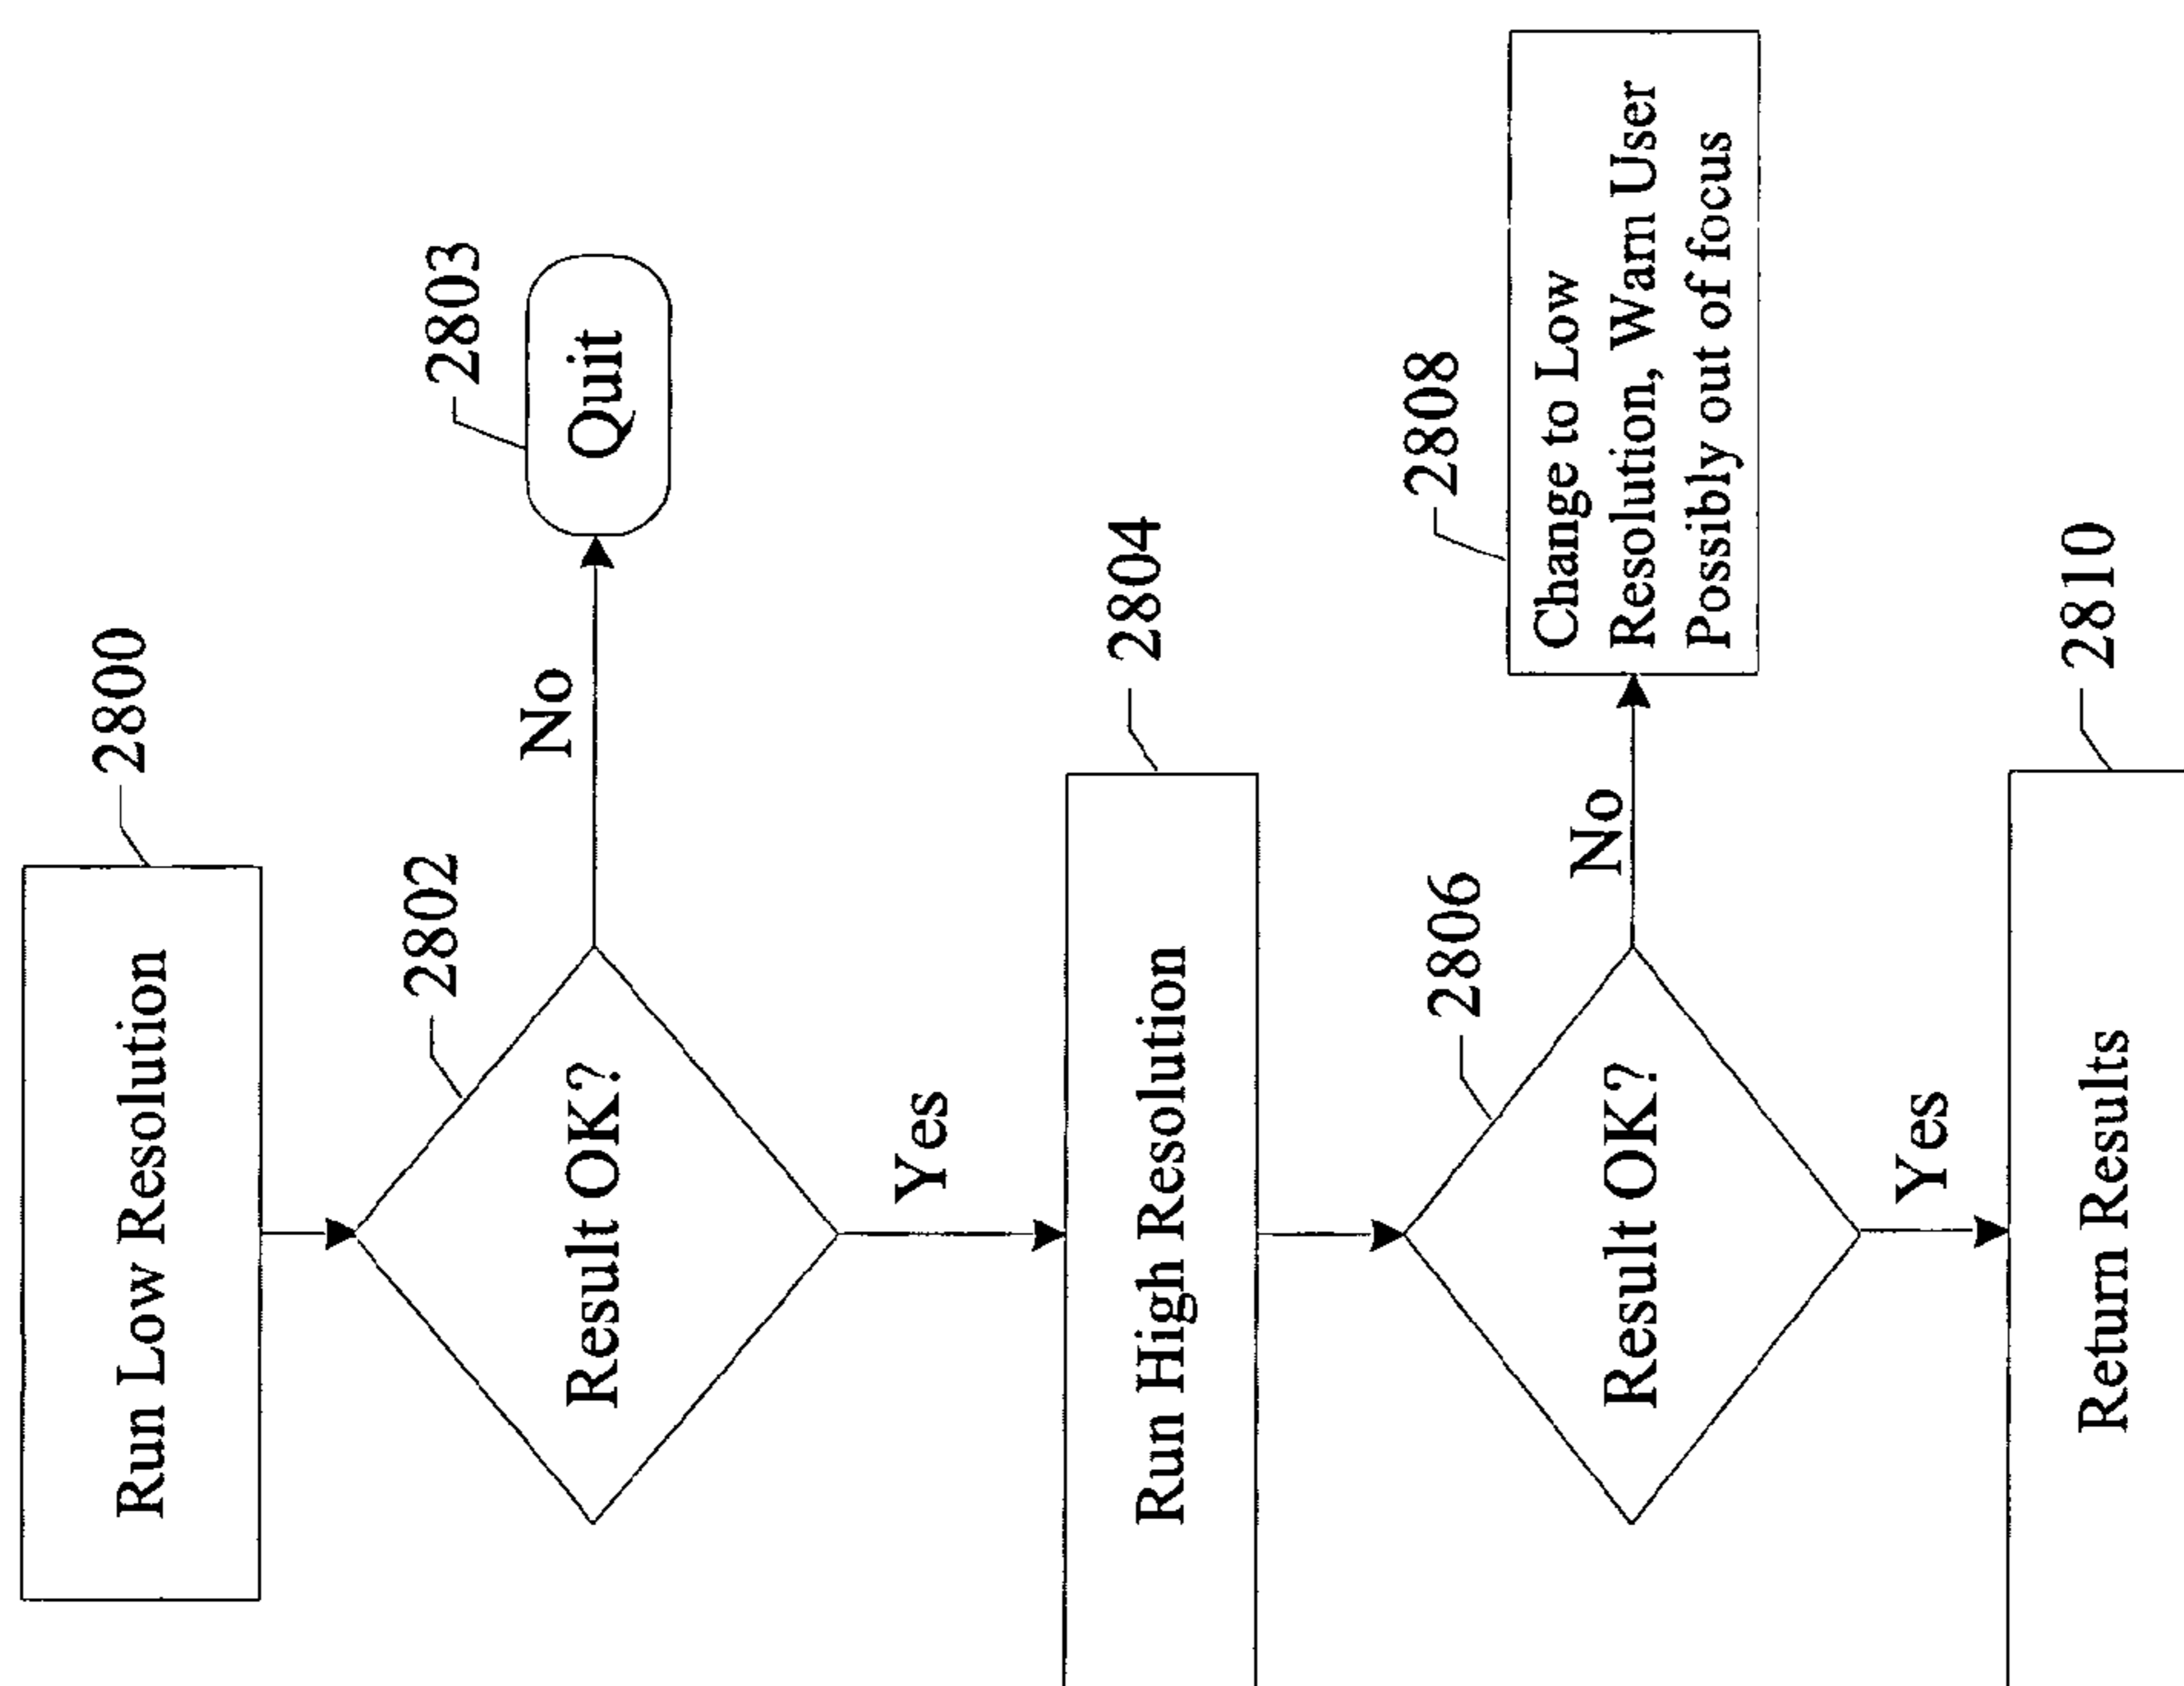 2800
Run Low Resolution
2802
Result OK?
No
2803
Quit
Yes
2804
Run High Resolution
2806
Result OK?
No
2808
Change to Low
Resolution, Warn User
Possibly out of focus
Yes
2810
Return Results